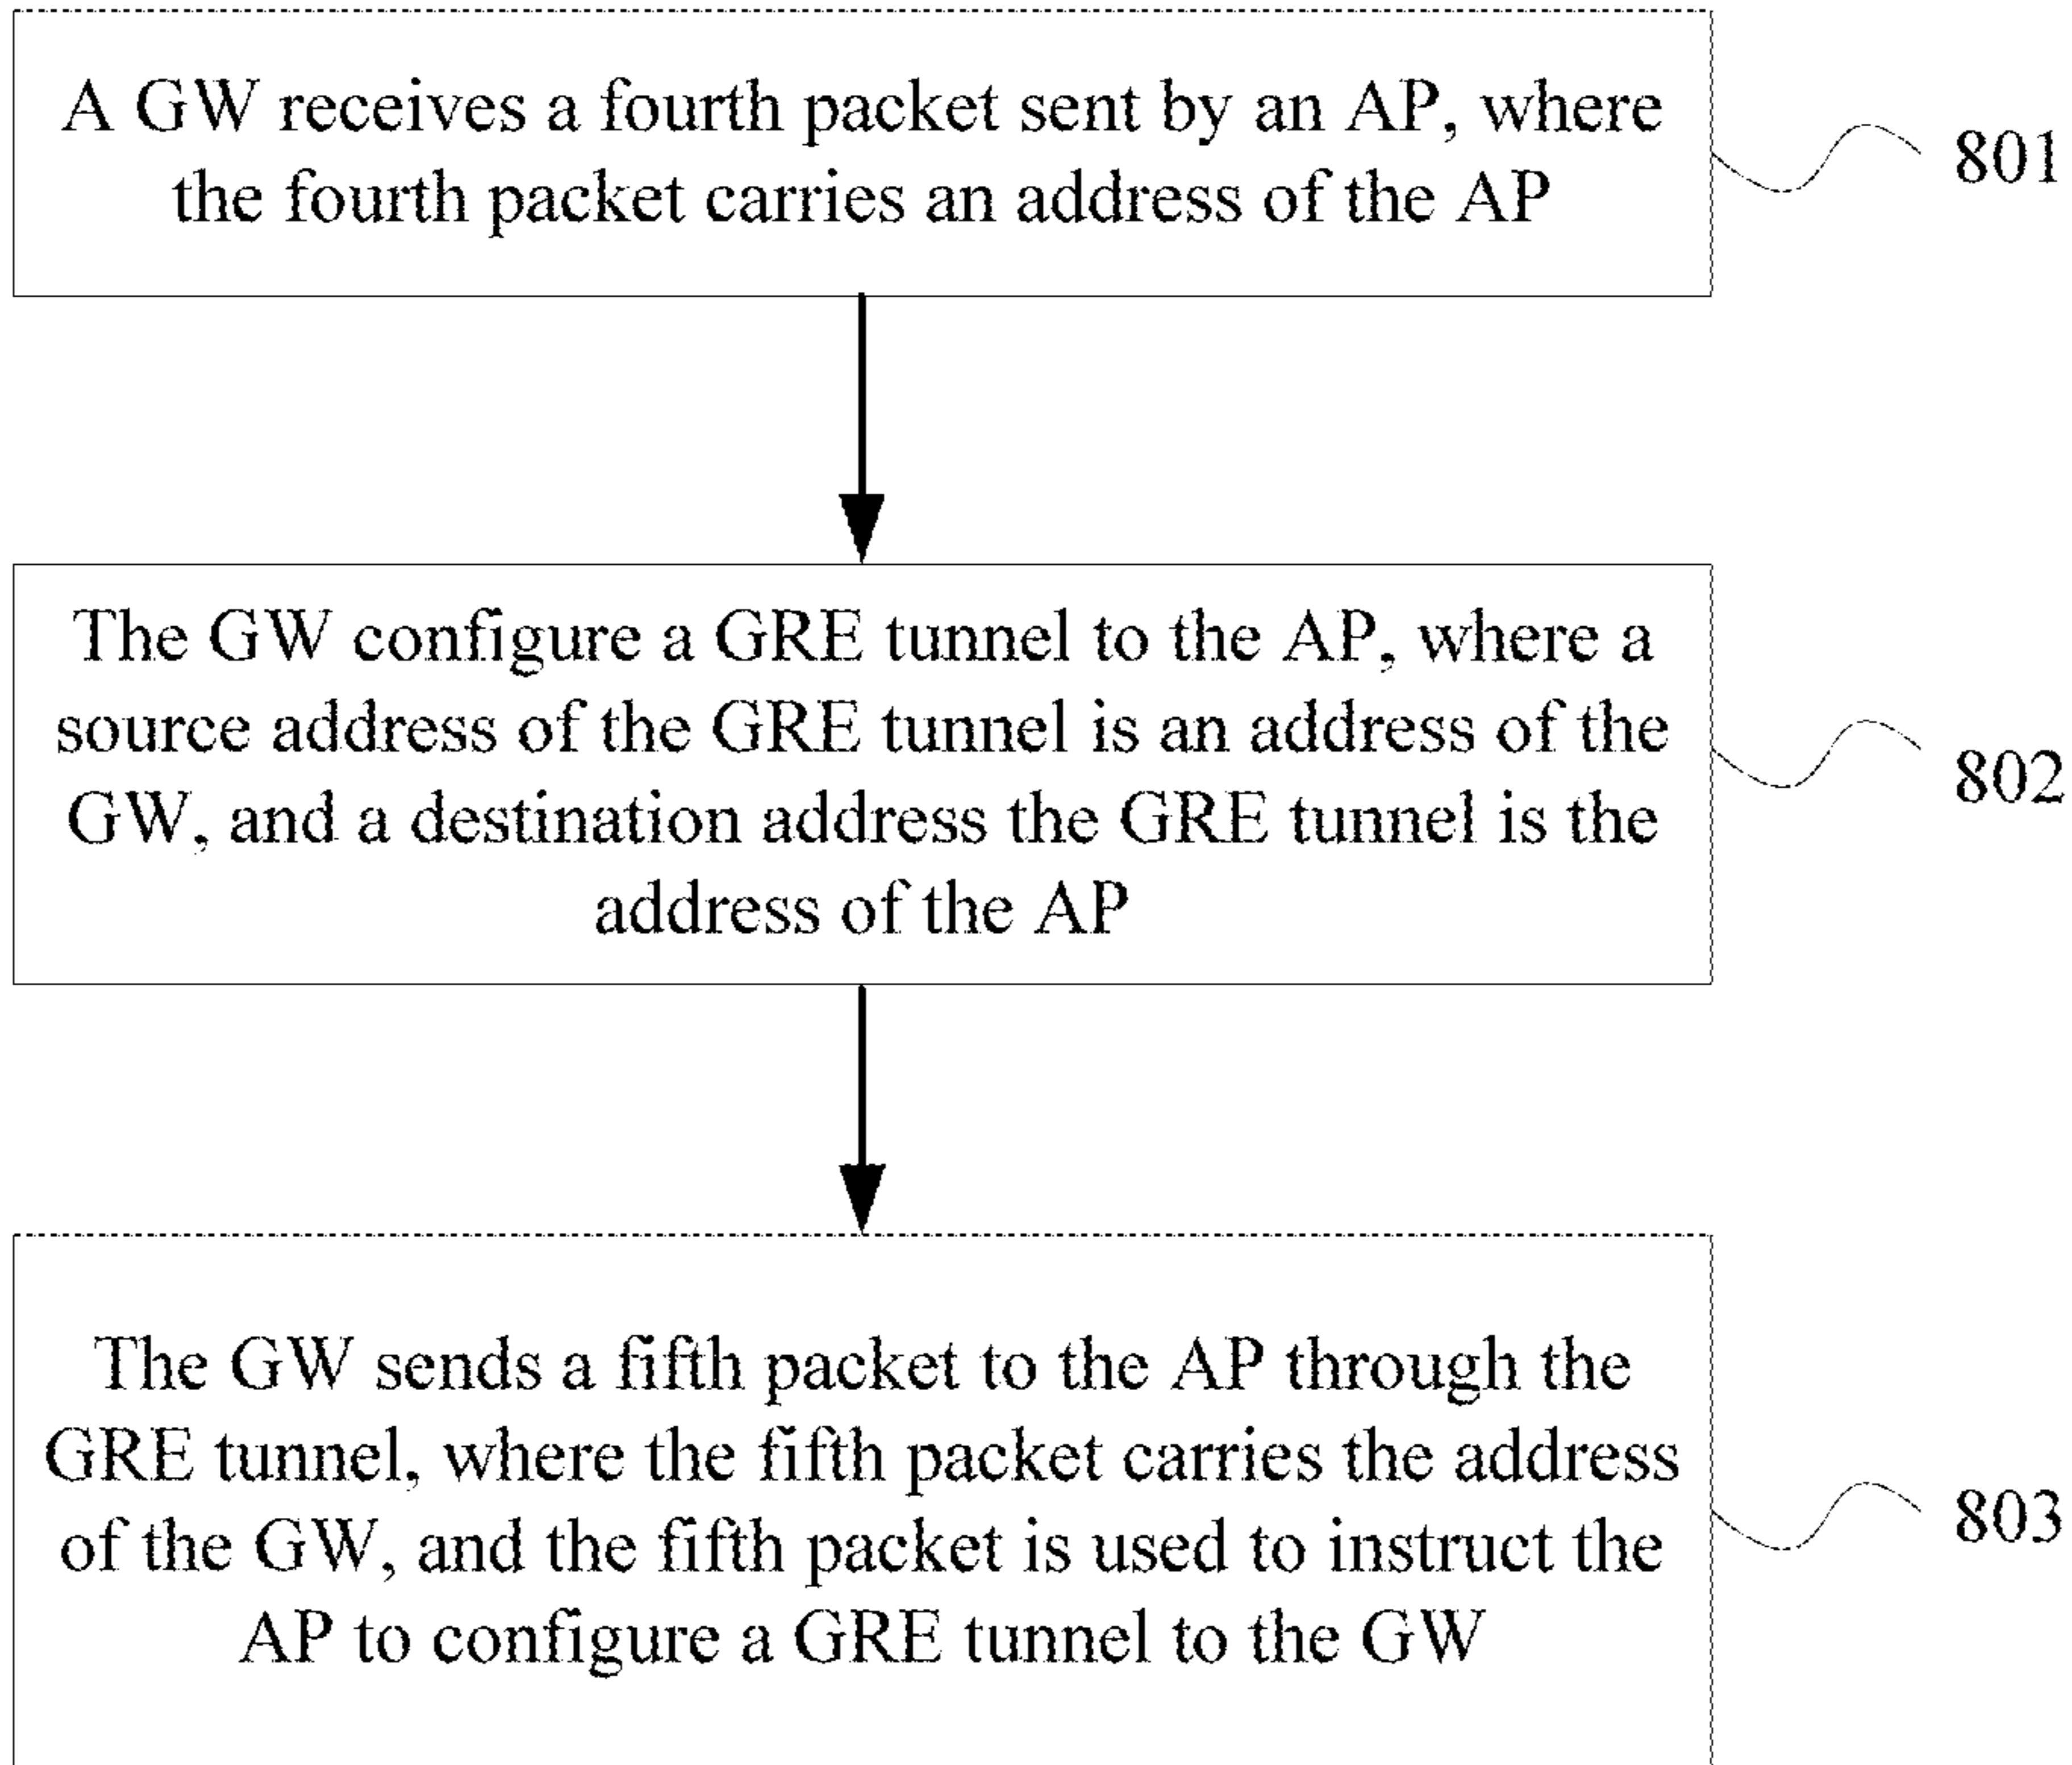 A GW receives a fourth packet sent by an AP, where
the fourth packet carries an address of the AP
801
The GW configure a GRE tunnel to the AP, where a
source address of the GRE tunnel is an address of the
GW, and a destination address the GRE tunnel is the
address of the AP
802
The GW sends a fifth packet to the AP through the
GRE tunnel, where the fifth packet carries the address
of the GW, and the fifth packet is used to instruct the
AP to configure a GRE tunnel to the GW
803